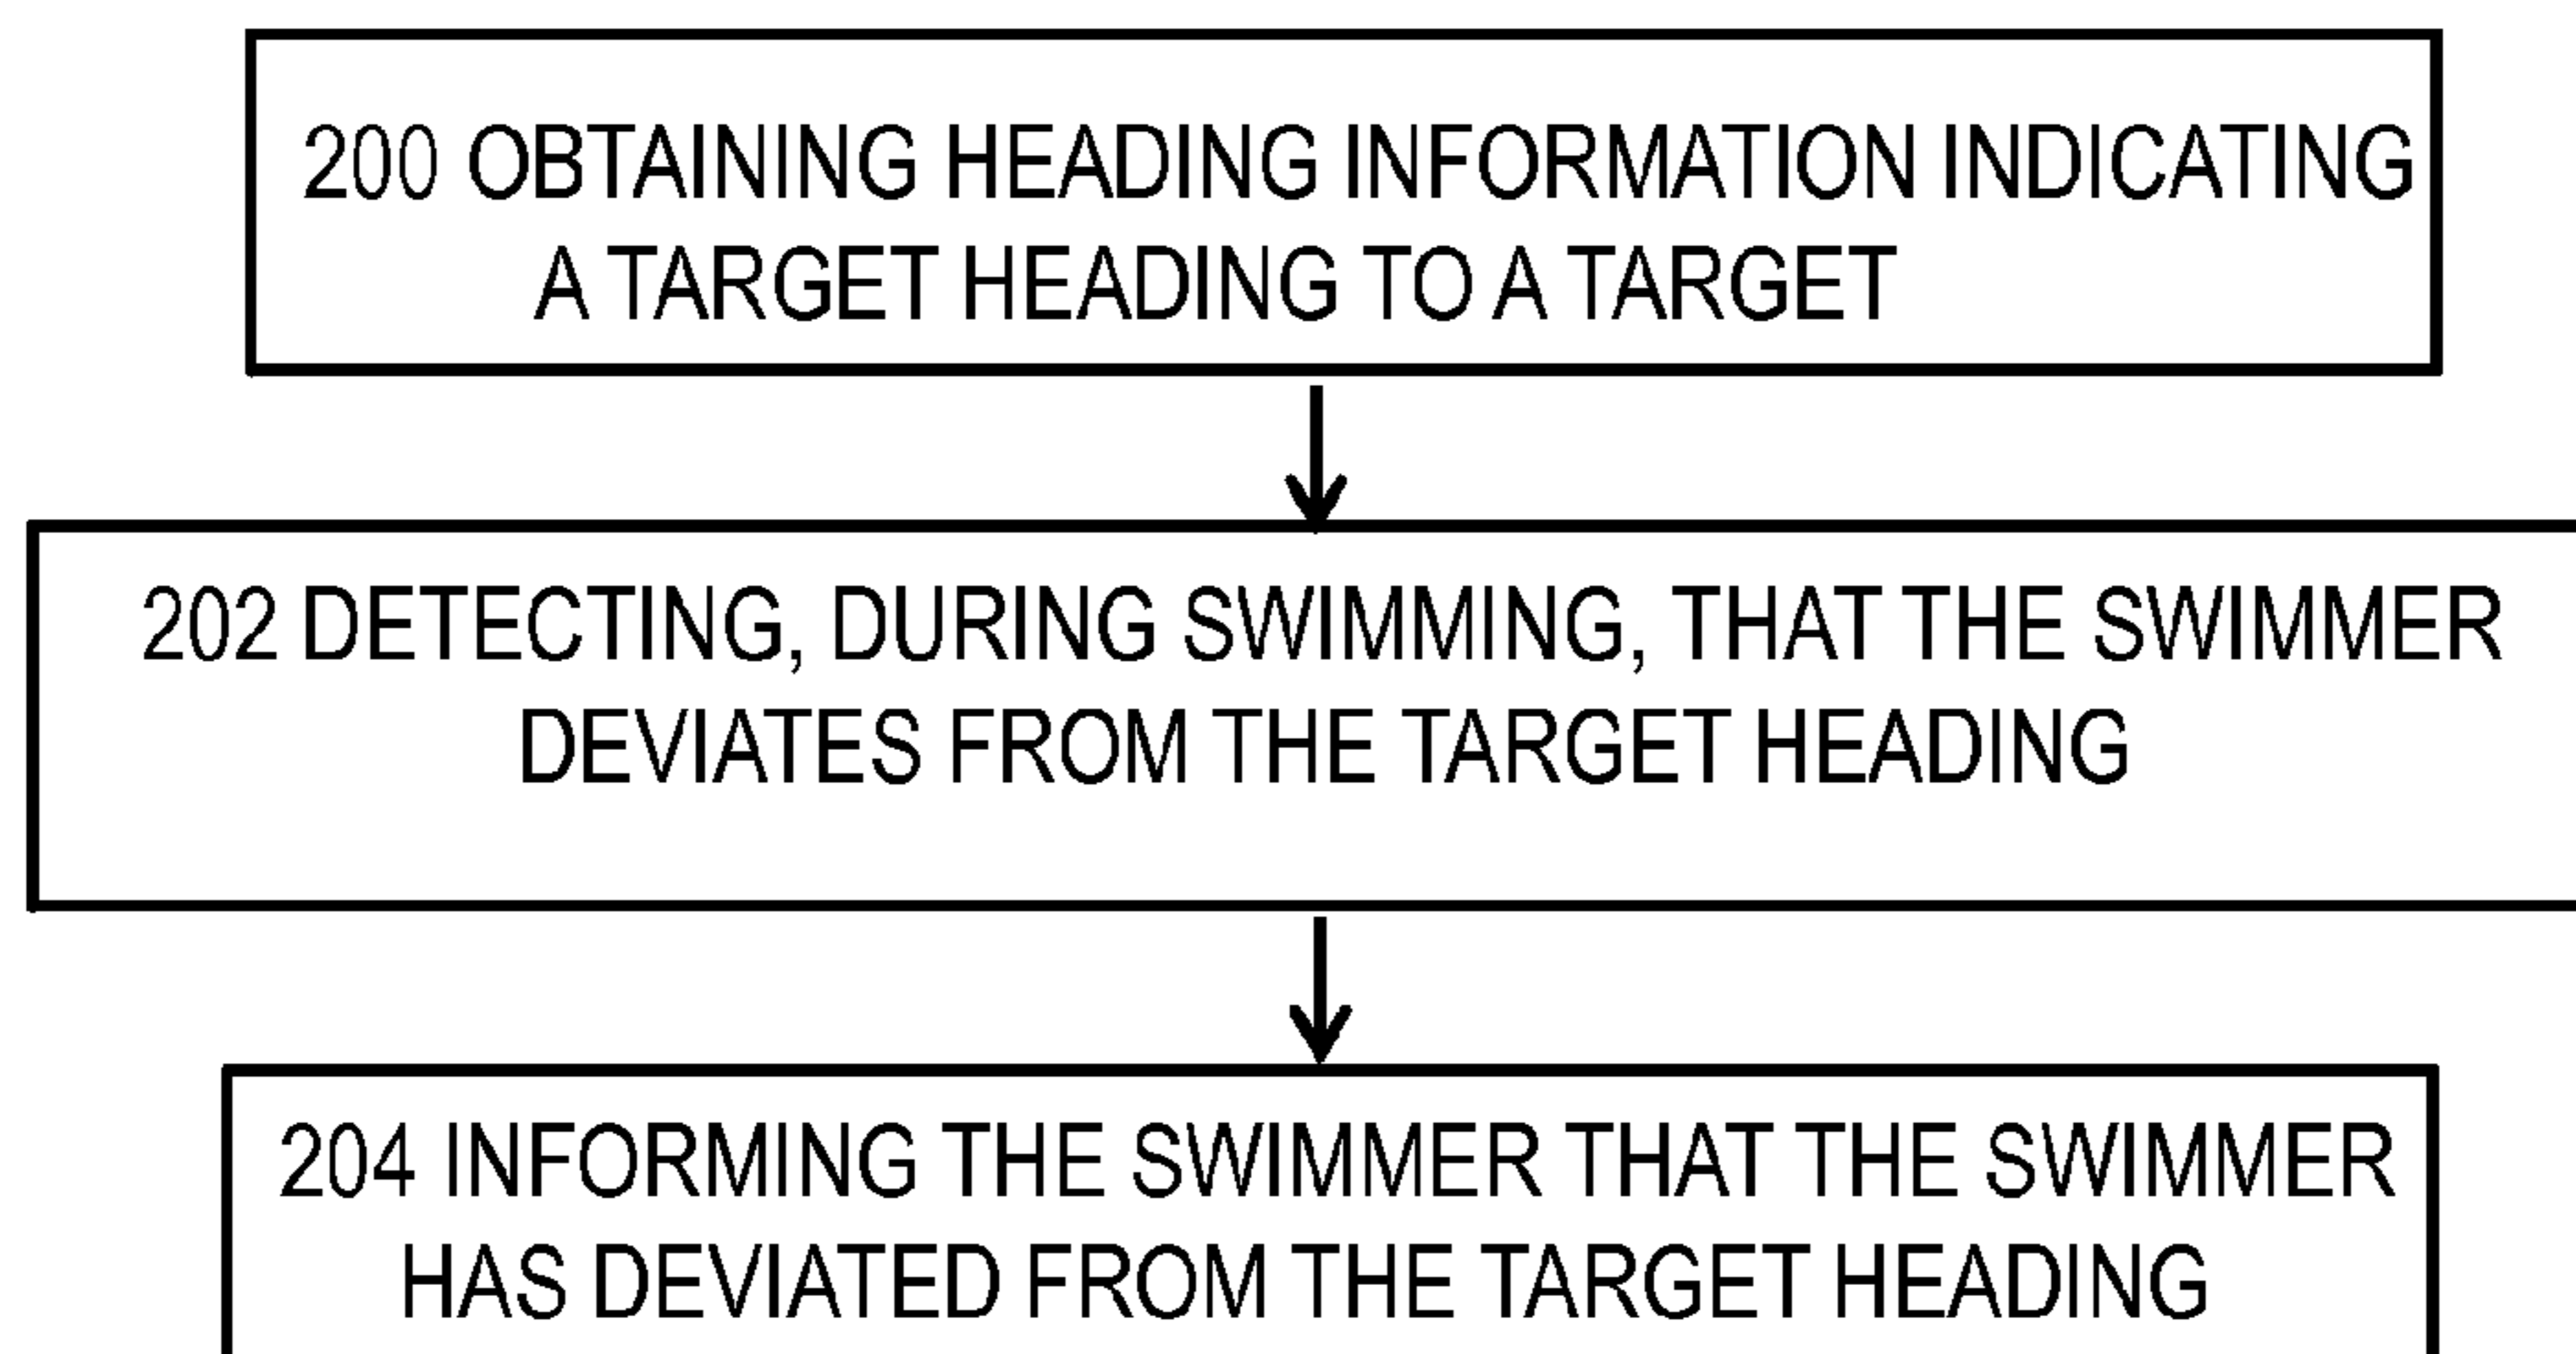 200 OBTAINING HEADING INFORMATION INDICATING
A TARGET HEADING TO A TARGET
202 DETECTING, DURING SWIMMING, THAT THE SWIMMER
DEVIATES FROM THE TARGET HEADING
204 INFORMING THE SWIMMER THAT THE SWIMMER
HAS DEVIATED FROM THE TARGET HEADING